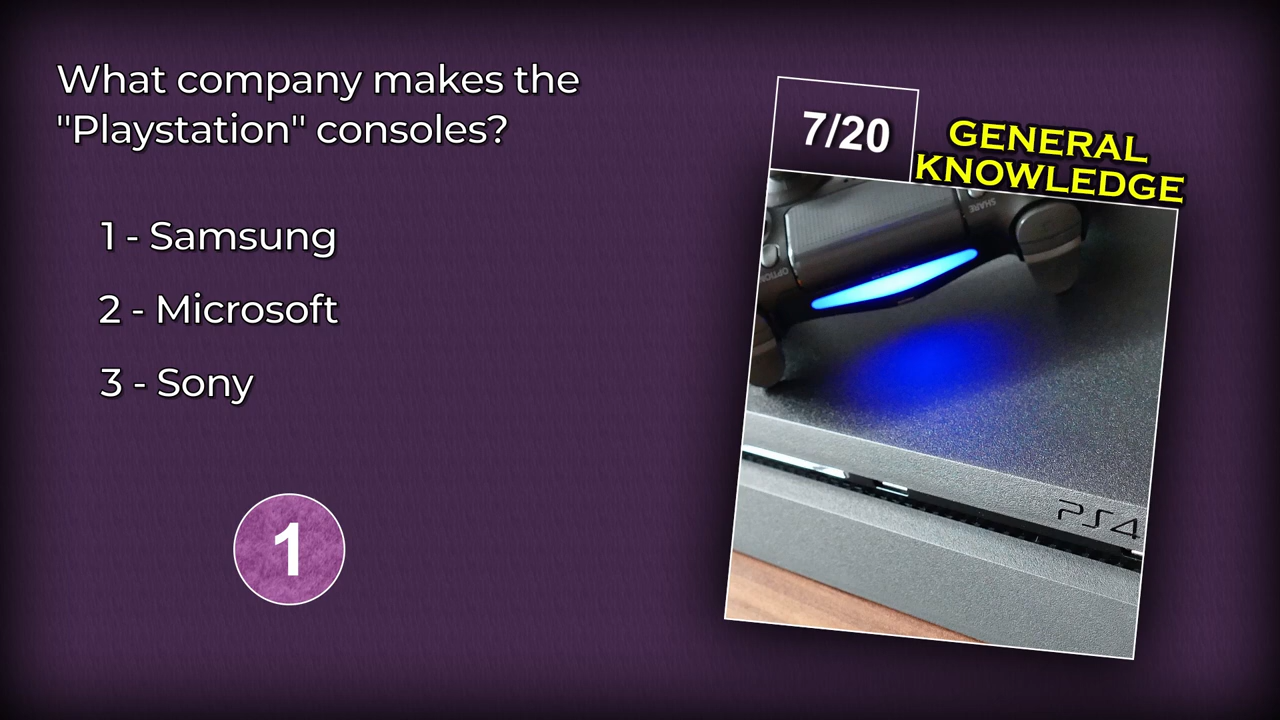 What company makes the
"Playstation" consoles?
1 - Samsung
2 - Microsoft
3 - Sony
1
7/20
GENERAL
KNOWLEDGE
SHARE
OPTIONS
PS4